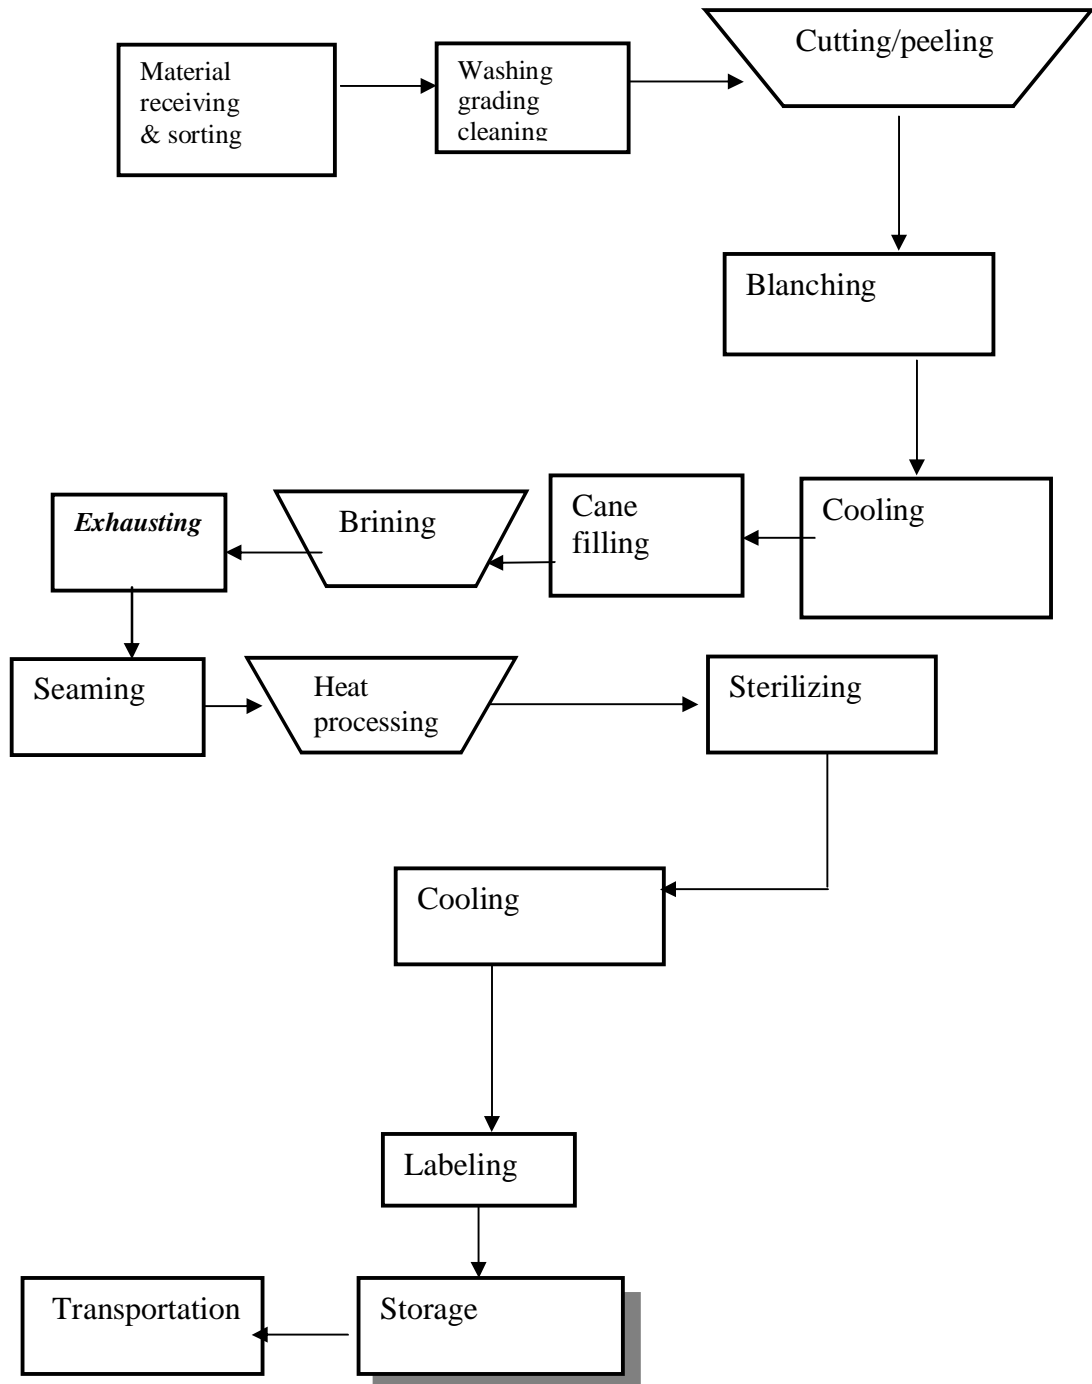 Material
receiving
& sorting
Washing
grading
cleaning
Cutting/peeling
Blanching
Cooling
Cane
filling
Brining
Exhausting
Seaming
Heat
processing
Sterilizing
Cooling
Labeling
Storage
Transportation